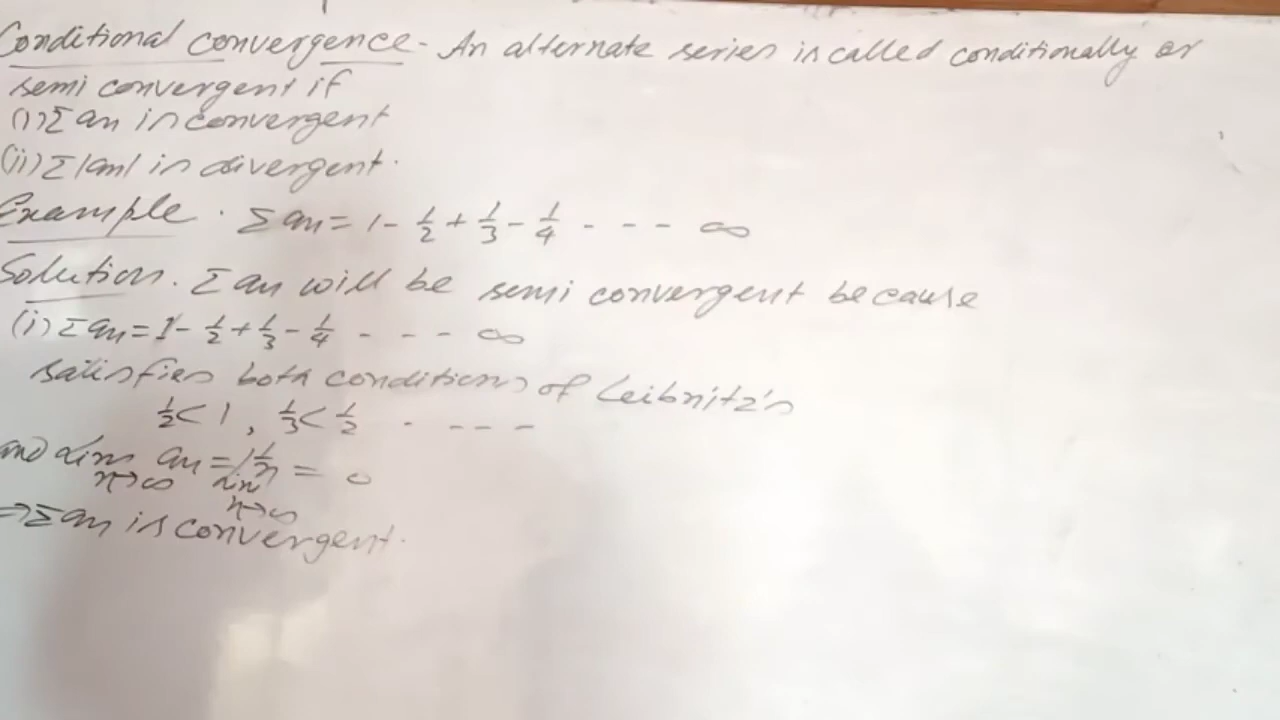 Conditional convergence - An alternate series is called conditionally or
semi convergent if
(i) Σ an is convergent
(ii) Σ |an| is divergent.
Example . Σ an = 1 - 1/2 + 1/3 - 1/4 - - - - ∞
Solution. Σ an will be semi convergent because
(i) Σ an = 1 - 1/2 + 1/3 - 1/4 - - - - ∞
satisfies both conditions of Leibnitz's
1/2 < 1 , 1/3 < 1/2 - - - -
and Lim n→∞ an = Lim n→∞ 1/n = 0
⇒ Σ an is convergent.